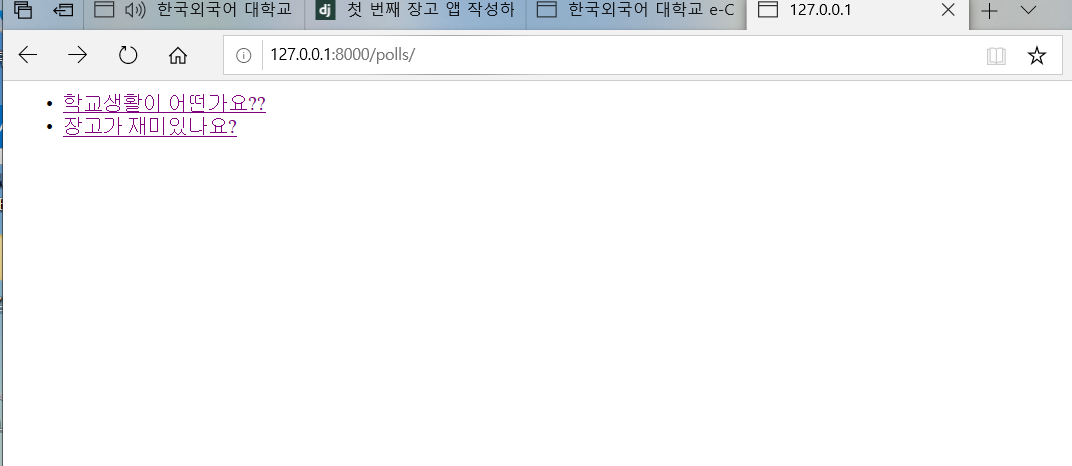 한국외국어 대학교
dj 첫 번째 장고 앱 작성하
한국외국어 대학교 e-C
127.0.0.1
127.0.0.1:8000/polls/
학교생활이 어떤가요??
장고가 재미있나요?